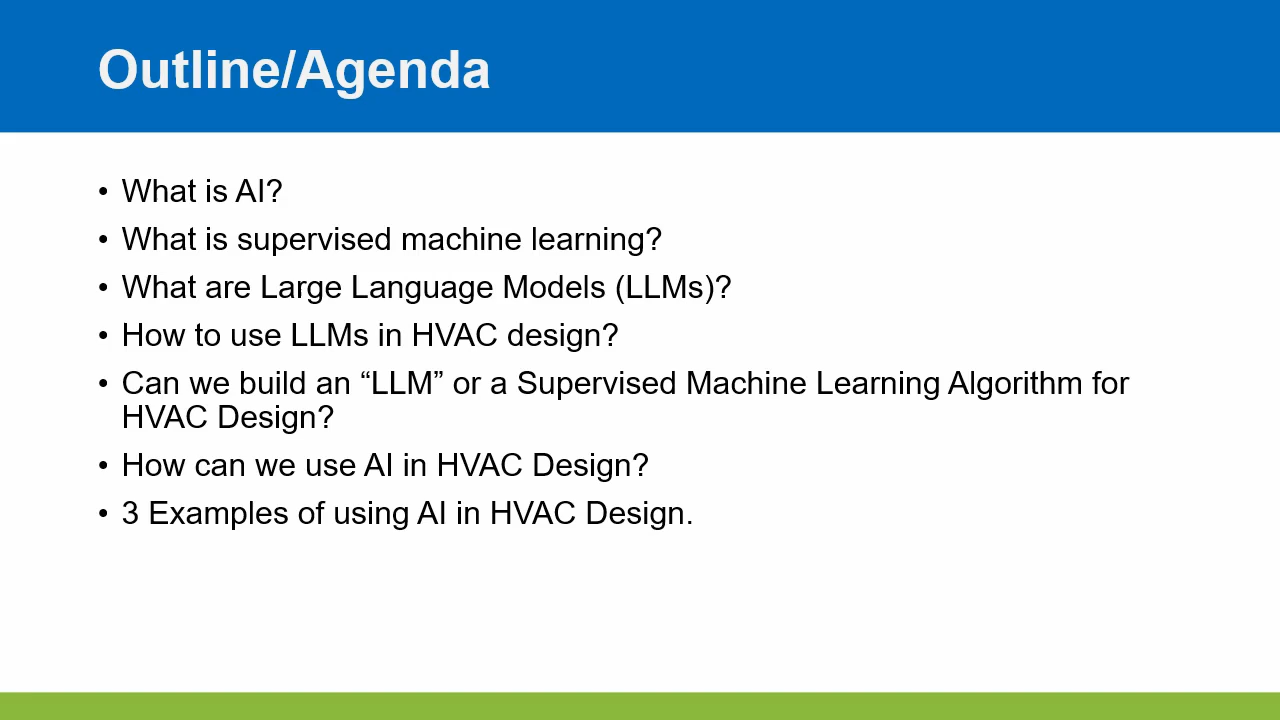 Outline/Agenda
• What is AI?
• What is supervised machine learning?
• What are Large Language Models (LLMs)?
• How to use LLMs in HVAC design?
• Can we build an “LLM” or a Supervised Machine Learning Algorithm for
HVAC Design?
• How can we use AI in HVAC Design?
• 3 Examples of using AI in HVAC Design.